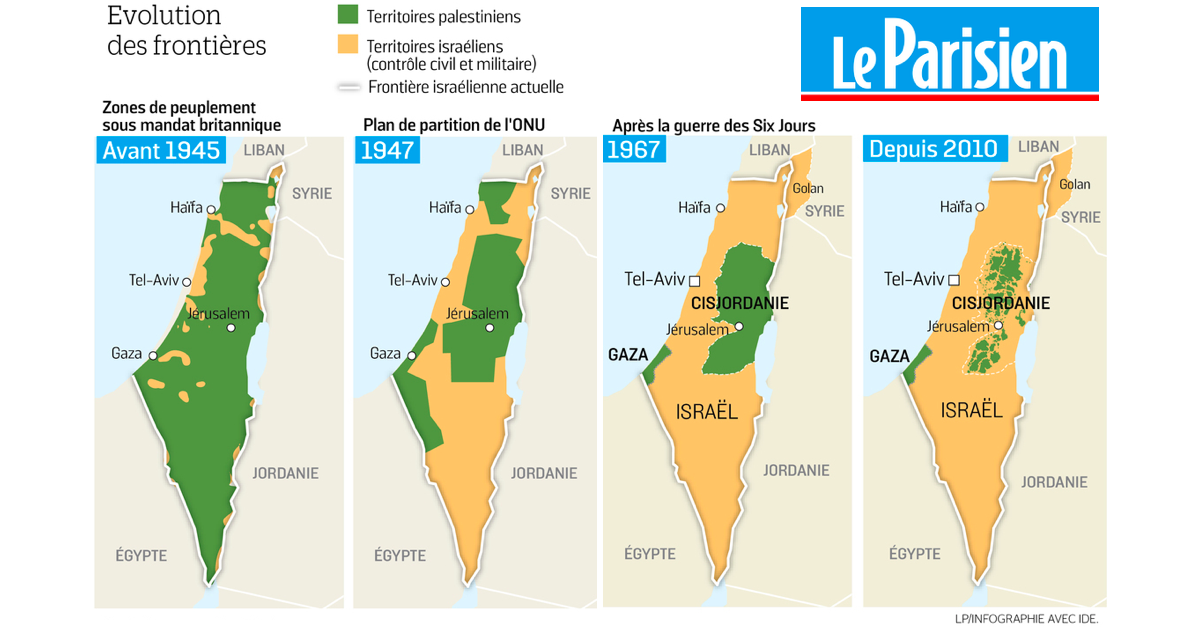 Evolution
des frontières
Territoires palestiniens
Territoires israéliens
(contrôle civil et militaire)
Frontière israélienne actuelle
Le Parisien
Zones de peuplement
sous mandat britannique
Avant 1945
LIBAN
SYRIE
Haïfa
Tel-Aviv
Jérusalem
Gaza
JORDANIE
ÉGYPTE
Plan de partition de l'ONU
1947
LIBAN
SYRIE
Haïfa
Tel-Aviv
Jérusalem
Gaza
JORDANIE
ÉGYPTE
Après la guerre des Six Jours
1967
LIBAN
Golan
SYRIE
Haïfa
Tel-Aviv
CISJORDANIE
Jérusalem
GAZA
ISRAËL
JORDANIE
ÉGYPTE
Depuis 2010
LIBAN
Golan
SYRIE
Haïfa
Tel-Aviv
CISJORDANIE
Jérusalem
GAZA
ISRAËL
JORDANIE
ÉGYPTE
LP/INFOGRAPHIE AVEC IDE.